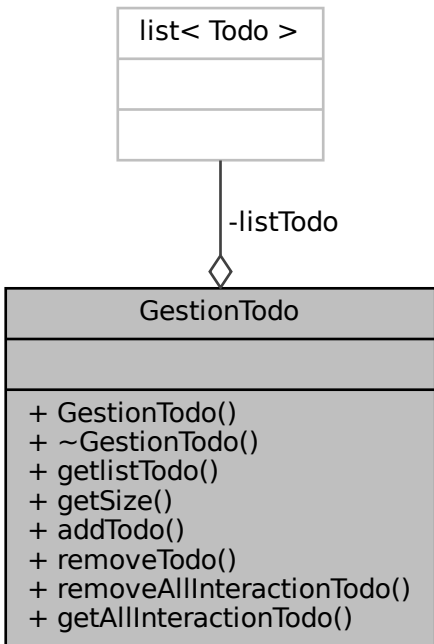 list< Todo >
-listTodo
GestionTodo
+ GestionTodo()
+ ~GestionTodo()
+ getlistTodo()
+ getSize()
+ addTodo()
+ removeTodo()
+ removeAllInteractionTodo()
+ getAllInteractionTodo()